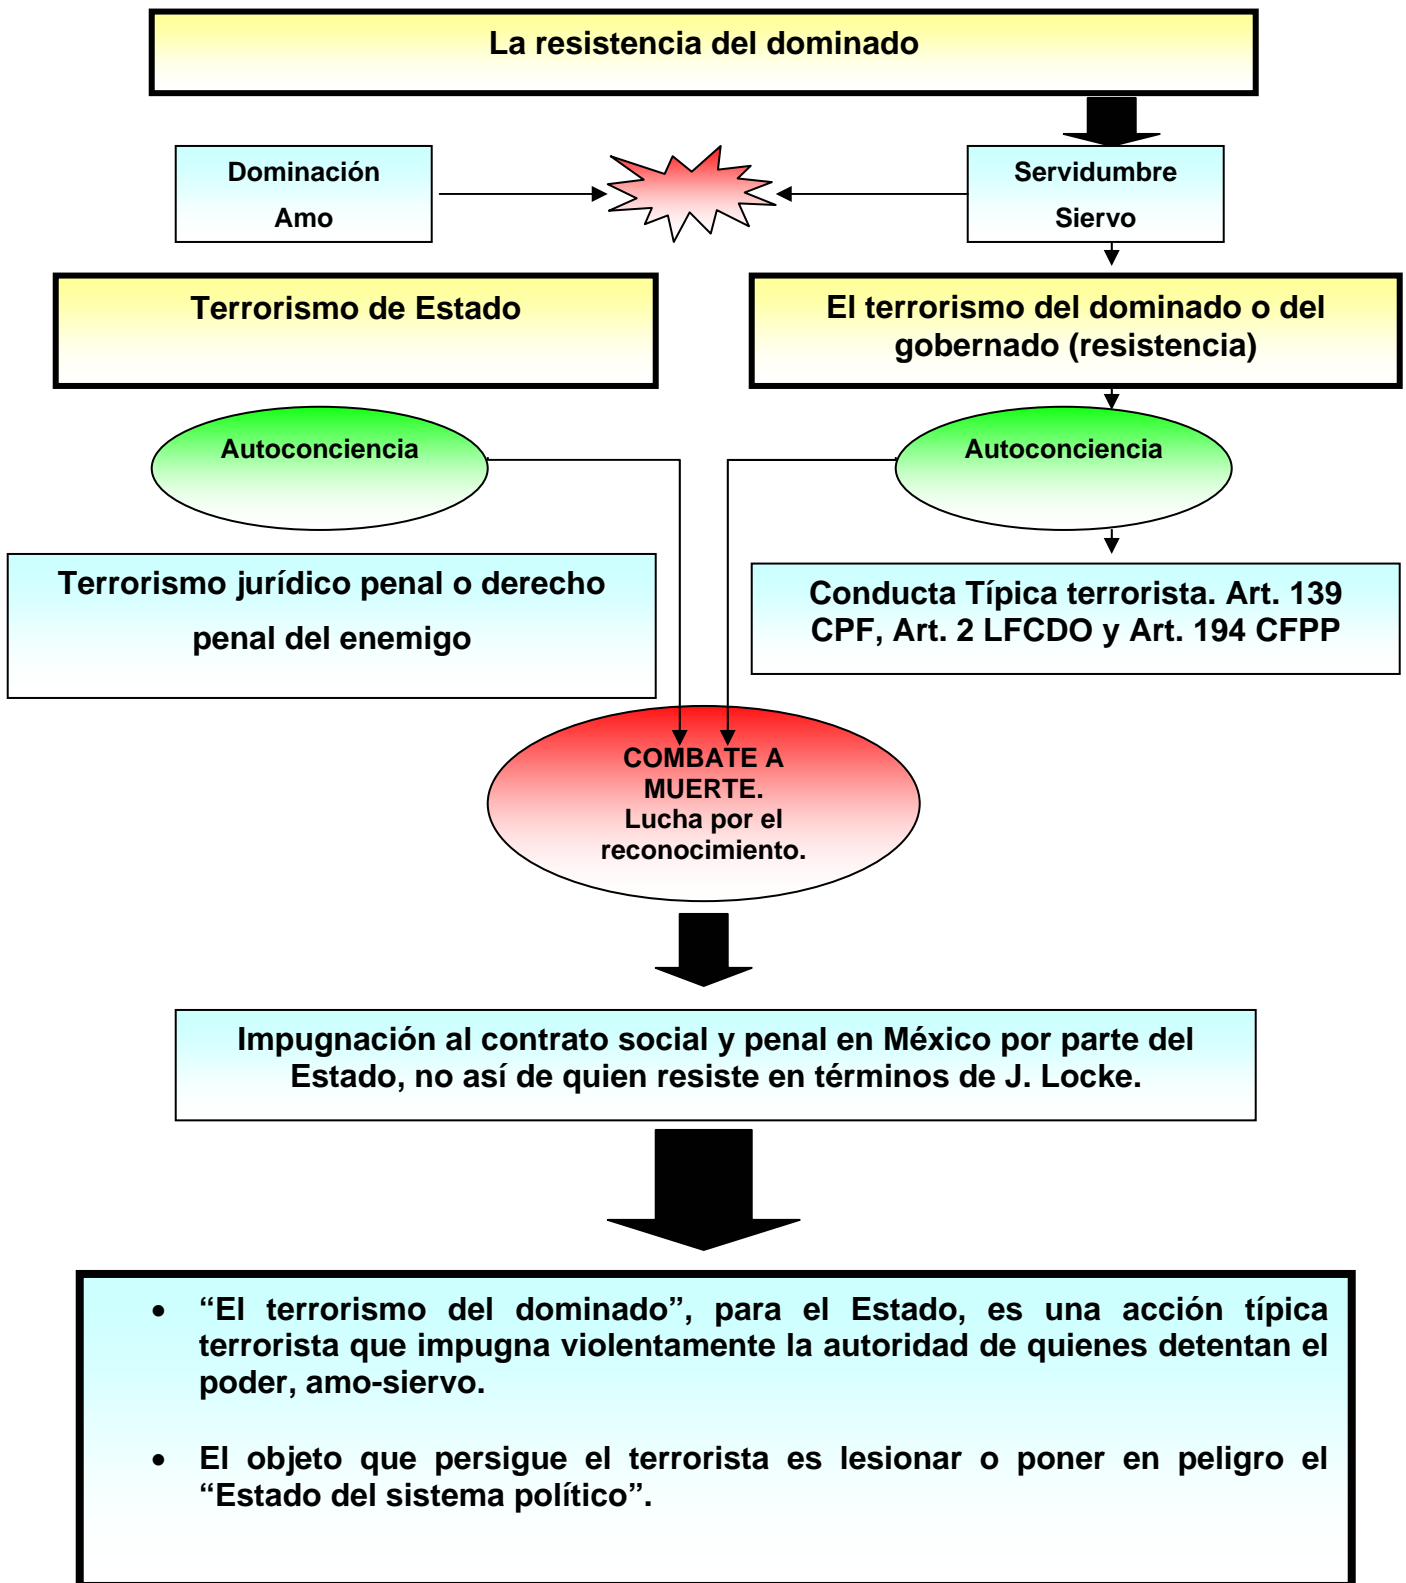 La resistencia del dominado
Dominación
Amo
Servidumbre
Siervo
Terrorismo de Estado
El terrorismo del dominado o del
gobernado (resistencia)
Autoconciencia
Autoconciencia
Terrorismo jurídico penal o derecho
penal del enemigo
Conducta Típica terrorista. Art. 139
CPF, Art. 2 LFCDO y Art. 194 CFPP
COMBATE A
MUERTE.
Lucha por el
reconocimiento.
Impugnación al contrato social y penal en México por parte del
Estado, no así de quien resiste en términos de J. Locke.
• “El terrorismo del dominado”, para el Estado, es una acción típica
terrorista que impugna violentamente la autoridad de quienes detentan el
poder, amo-siervo.
• El objeto que persigue el terrorista es lesionar o poner en peligro el
“Estado del sistema político”.